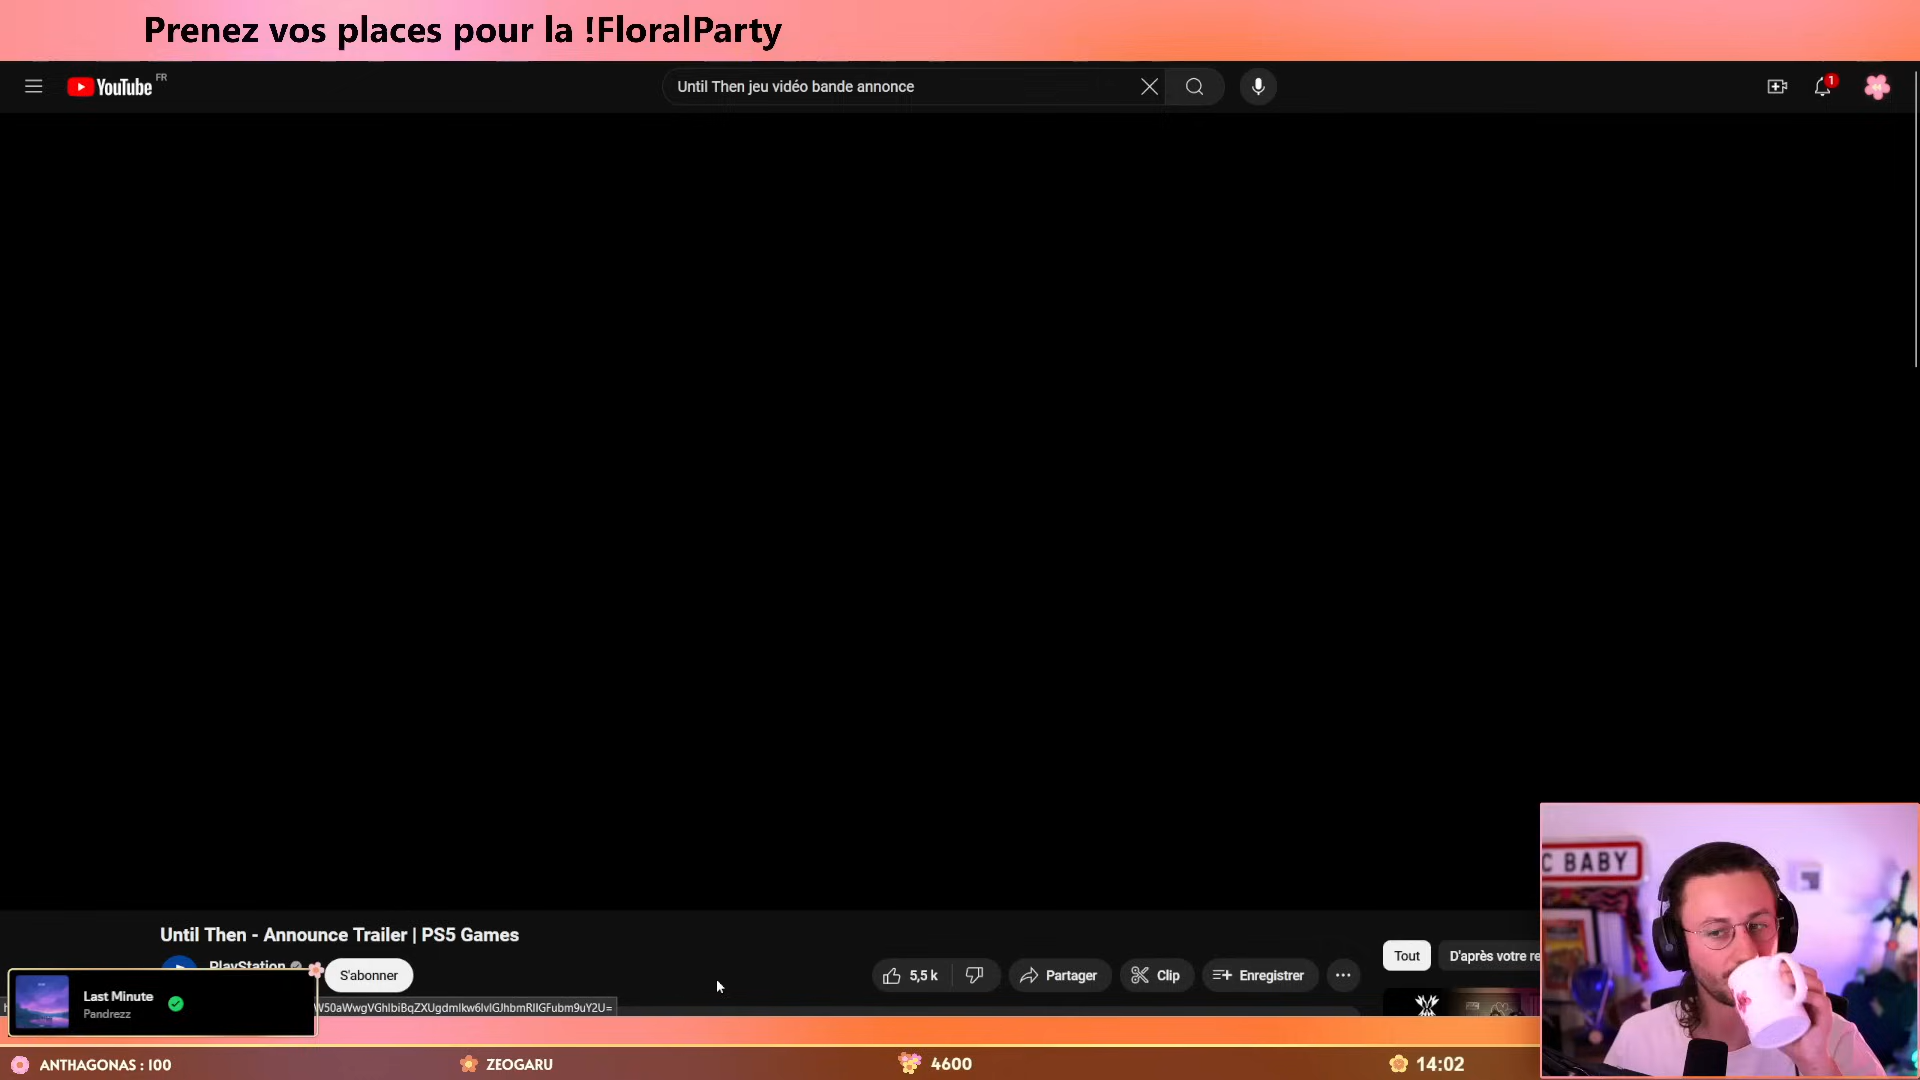 Prenez vos places pour la !FloralParty
YouTube FR
Until Then jeu vidéo bande annonce
1
Until Then - Announce Trailer | PS5 Games
PlayStation
S'abonner
5,5 k
Partager
Clip
Enregistrer
Tout
D'après votre re
Last Minute
Pandrezz
C BABY
ANTHAGONAS : 100
ZEOGARU
4600
14:02